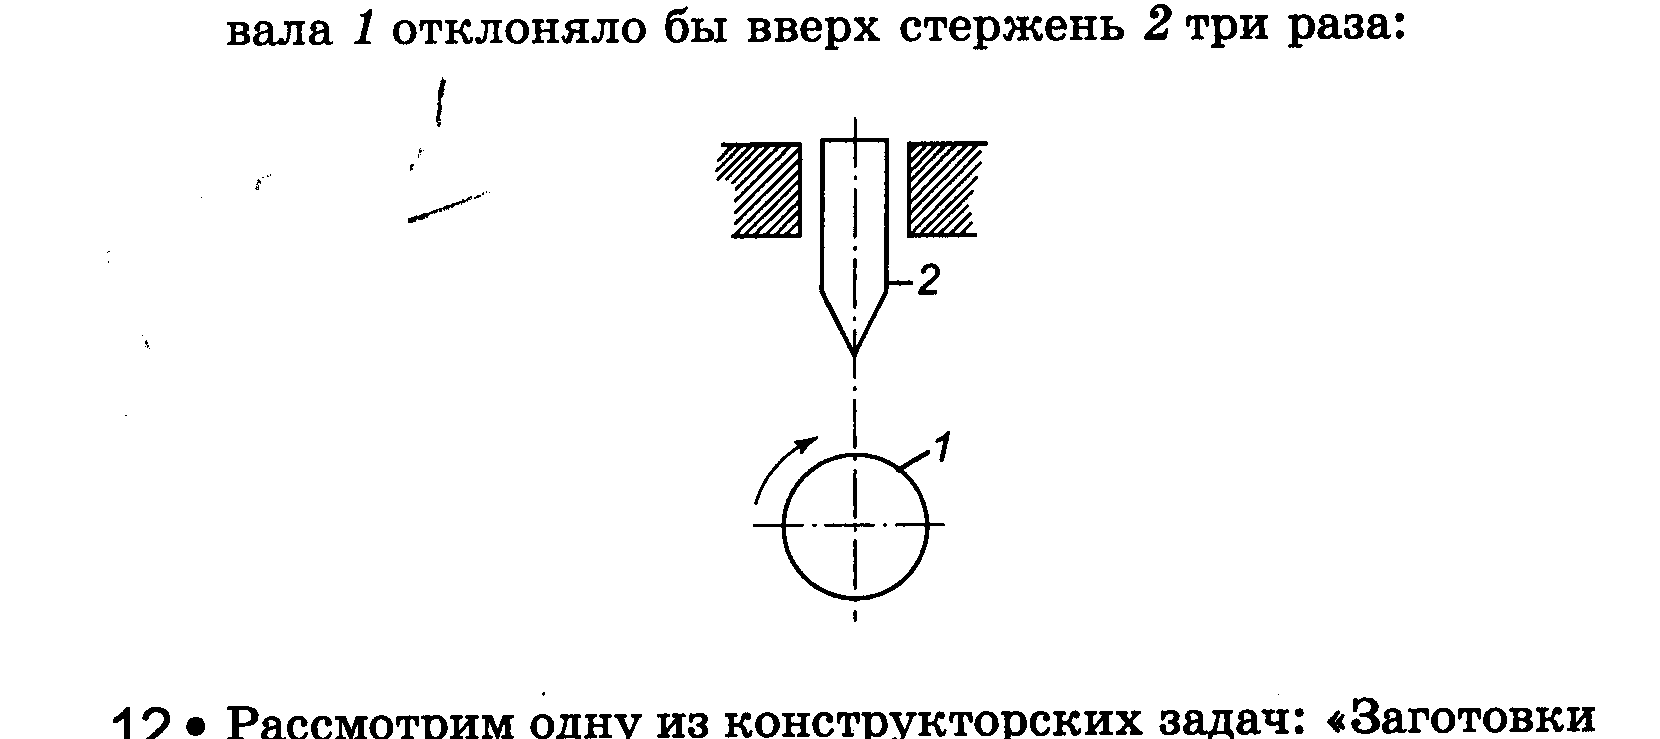 вала 1 отклоняло бы вверх стержень 2 три раза:
2
1
12 • Рассмотрим одну из конструкторских задач: «Заготовки